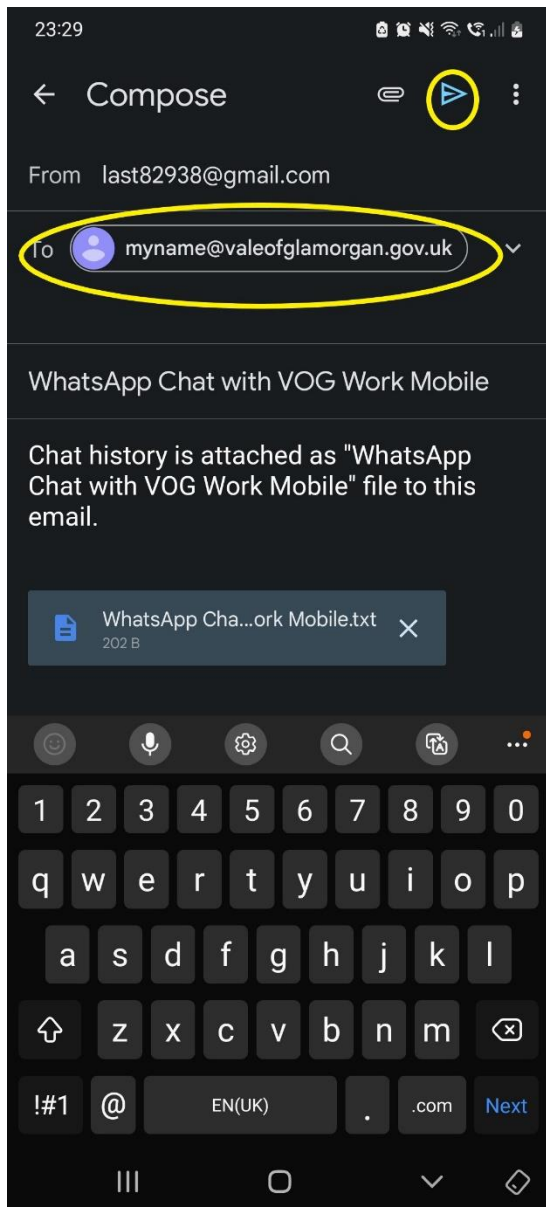 23:29
Compose
From last82938@gmail.com
To myname@valeofglamorgan.gov.uk
WhatsApp Chat with VOG Work Mobile
Chat history is attached as "WhatsApp
Chat with VOG Work Mobile" file to this
email.
WhatsApp Cha...ork Mobile.txt
202 B
1 2 3 4 5 6 7 8 9 0
q w e r t y u i o p
a s d f g h j k l
z x c v b n m
!#1 @ EN(UK) . .com Next